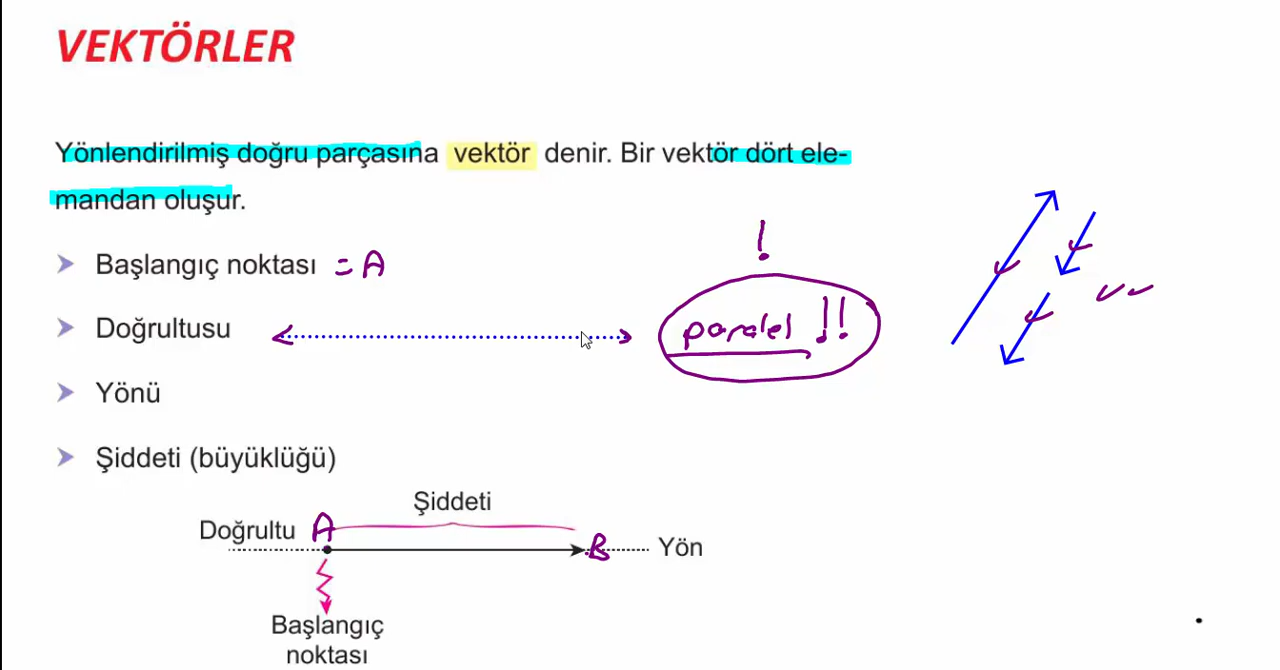 VEKTÖRLER
Yönlendirilmiş doğru parçasına vektör denir. Bir vektör dört ele-
mandan oluşur.
Başlangıç noktası = A
Doğrultusu
paralel !!
!
Yönü
Şiddeti (büyüklüğü)
Şiddeti
Doğrultu A
B Yön
Başlangıç
noktası